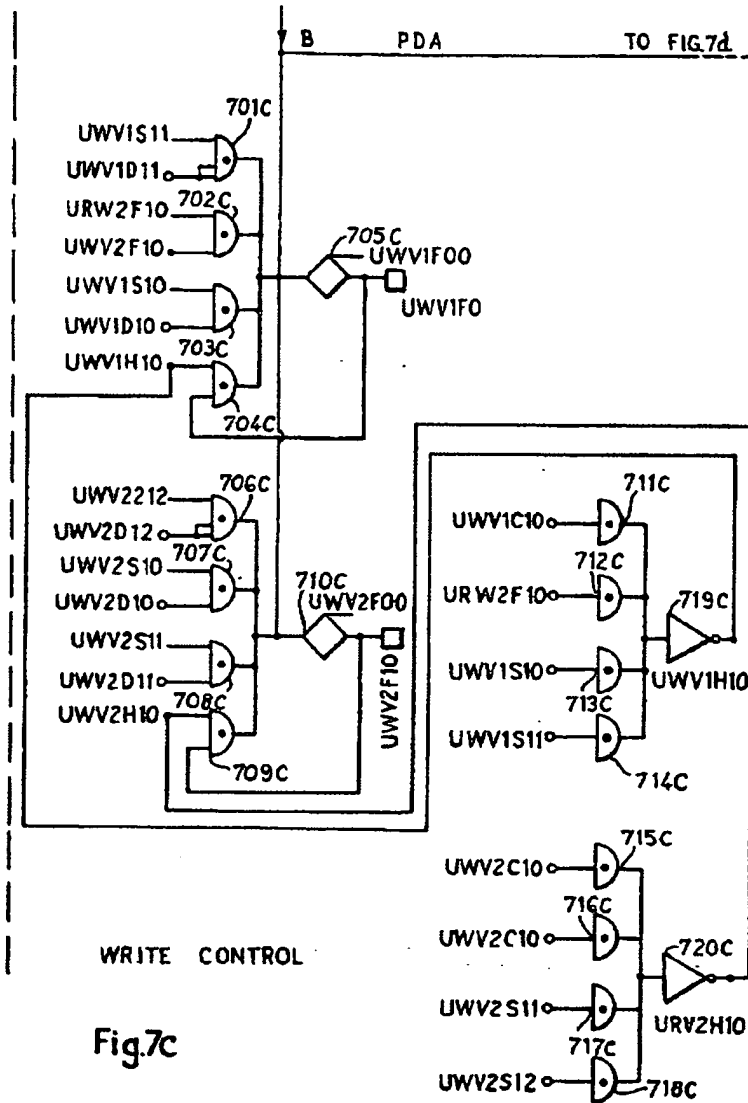 B PDA TO FIG.7d
701C
UWV1S11
UWV1D11
702C
URW2F10
UWV2F10
705C
UWV1F00
UWV1F0
UWV1S10
UWV1D10
703C
UWV1H10
704C
UWV2212
706C
UWV2D12
707C
UWV2S10
UWV2D10
710C
UWV2F00
UWV2F10
UWV2S11
UWV2D11
708C
UWV2H10
709C
711C
UWV1C10
712C
URW2F10
719C
UWV1H10
UWV1S10
713C
UWV1S11
714C
715C
UWV2C10
716C
UWV2C10
720C
URV2H10
UWV2S11
717C
UWV2S12
718C
WRITE CONTROL
Fig.7c